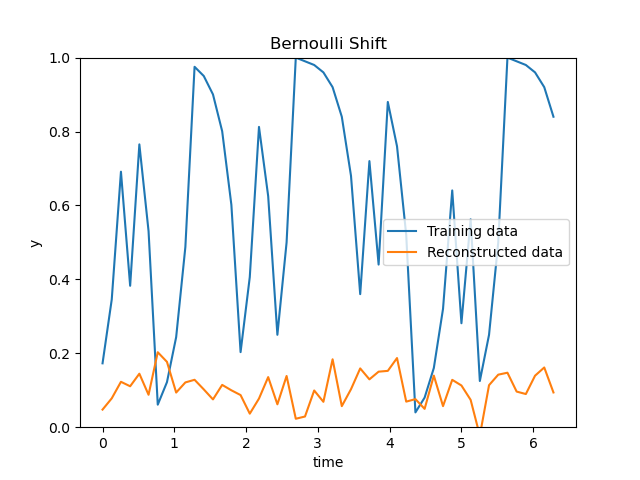 Bernoulli Shift
y
1.0
0.8
0.6
0.4
0.2
0.0
Training data
Reconstructed data
0 1 2 3 4 5 6
time